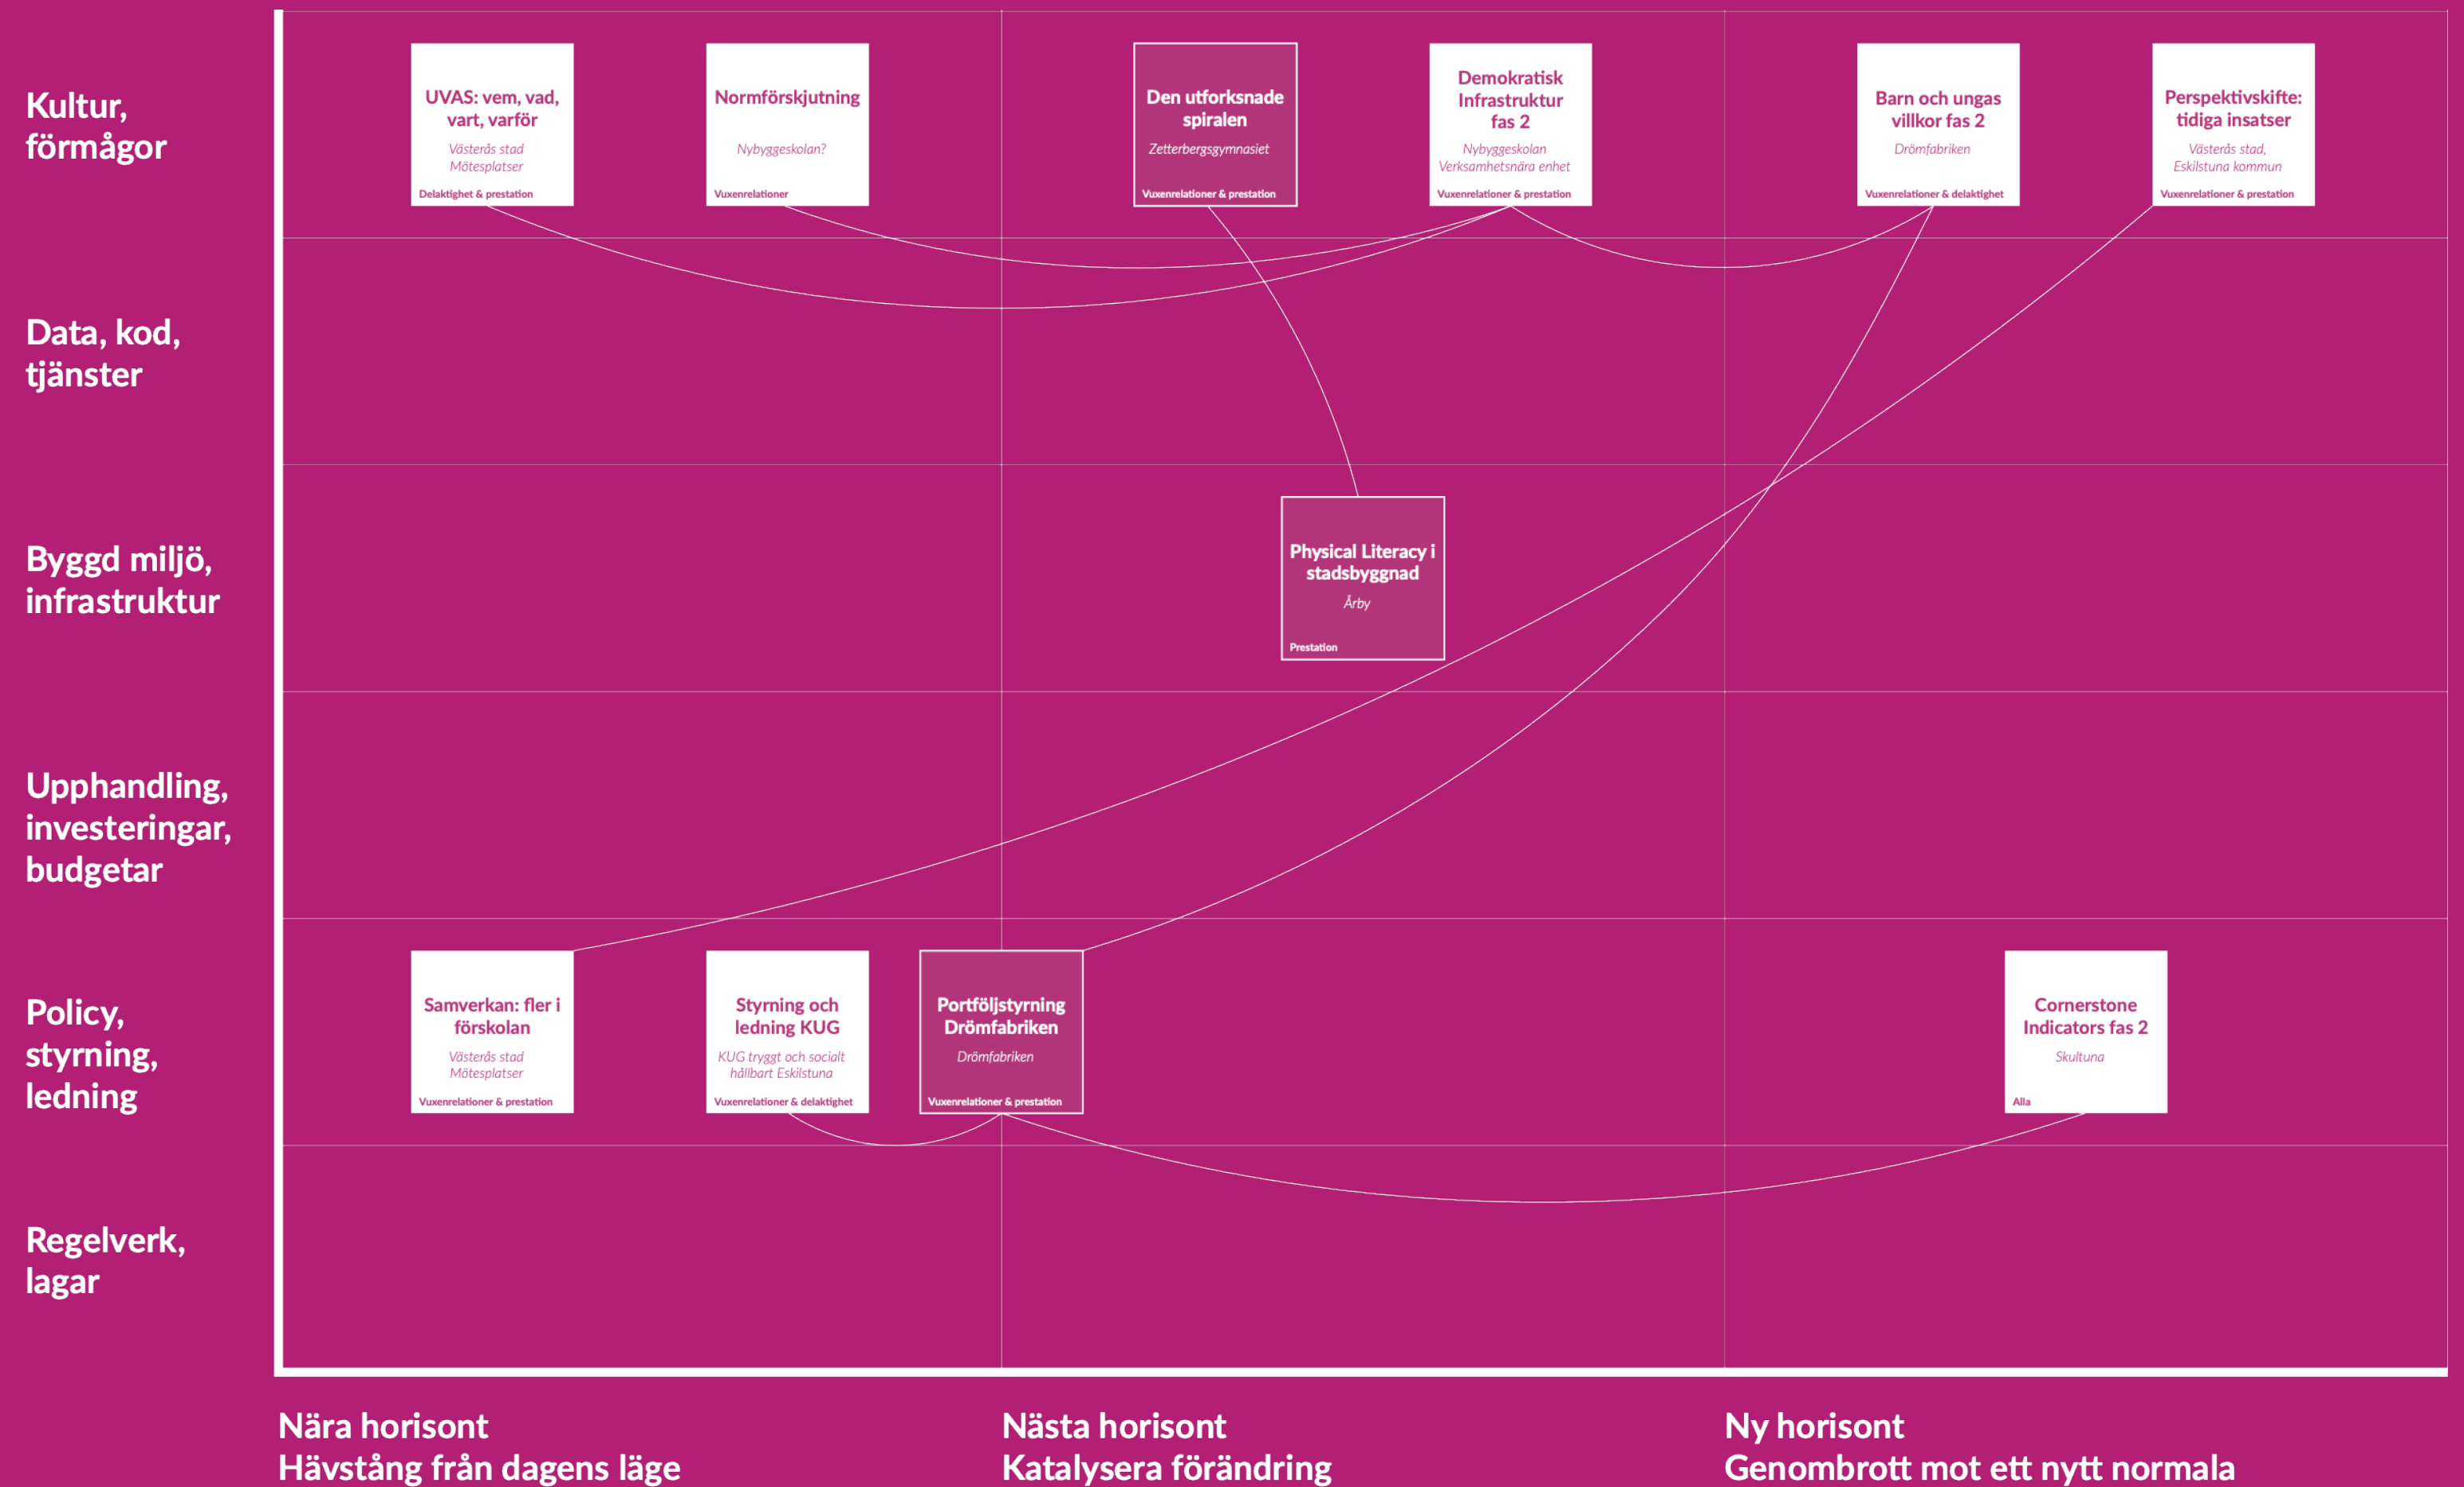 Kultur,
förmågor
UVAS: vem, vad,
vart, varför
Västerås stad
Mötesplatser
Delaktighet & prestation
Normförskjutning
Nybyggeskolan?
Vuxenrelationer
Den utforksnade
spiralen
Zetterbergsgymnasiet
Vuxenrelationer & prestation
Demokratisk
Infrastruktur
fas 2
Nybyggeskolan
Verksamhetsnära enhet
Vuxenrelationer & prestation
Barn och ungas
villkor fas 2
Drömfabriken
Vuxenrelationer & delaktighet
Perspektivskifte:
tidiga insatser
Västerås stad,
Eskilstuna kommun
Vuxenrelationer & prestation
Data, kod,
tjänster
Byggd miljö,
infrastruktur
Physical Literacy i
stadsbyggnad
Årby
Prestation
Upphandling,
investeringar,
budgetar
Policy,
styrning,
ledning
Samverkan: fler i
förskolan
Västerås stad
Mötesplatser
Vuxenrelationer & prestation
Styrning och
ledning KUG
KUG tryggt och socialt
hållbart Eskilstuna
Vuxenrelationer & delaktighet
Portföljstyrning
Drömfabriken
Drömfabriken
Vuxenrelationer & prestation
Cornerstone
Indicators fas 2
Skultuna
Alla
Regelverk,
lagar
Nära horisont
Hävstång från dagens läge
Nästa horisont
Katalysera förändring
Ny horisont
Genombrott mot ett nytt normala